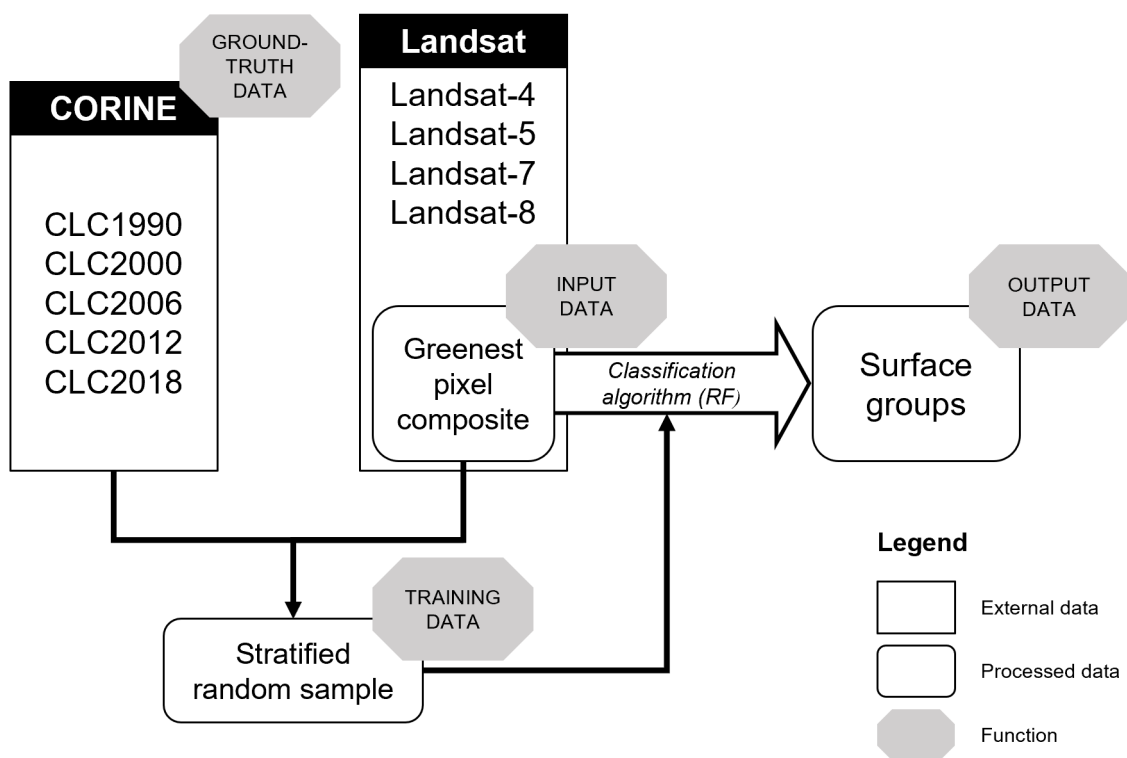 GROUND-
TRUTH
DATA
CORINE
CLC1990
CLC2000
CLC2006
CLC2012
CLC2018
Landsat
Landsat-4
Landsat-5
Landsat-7
Landsat-8
INPUT
DATA
Greenest
pixel
composite
Classification
algorithm (RF)
OUTPUT
DATA
Surface
groups
TRAINING
DATA
Stratified
random sample
Legend
External data
Processed data
Function